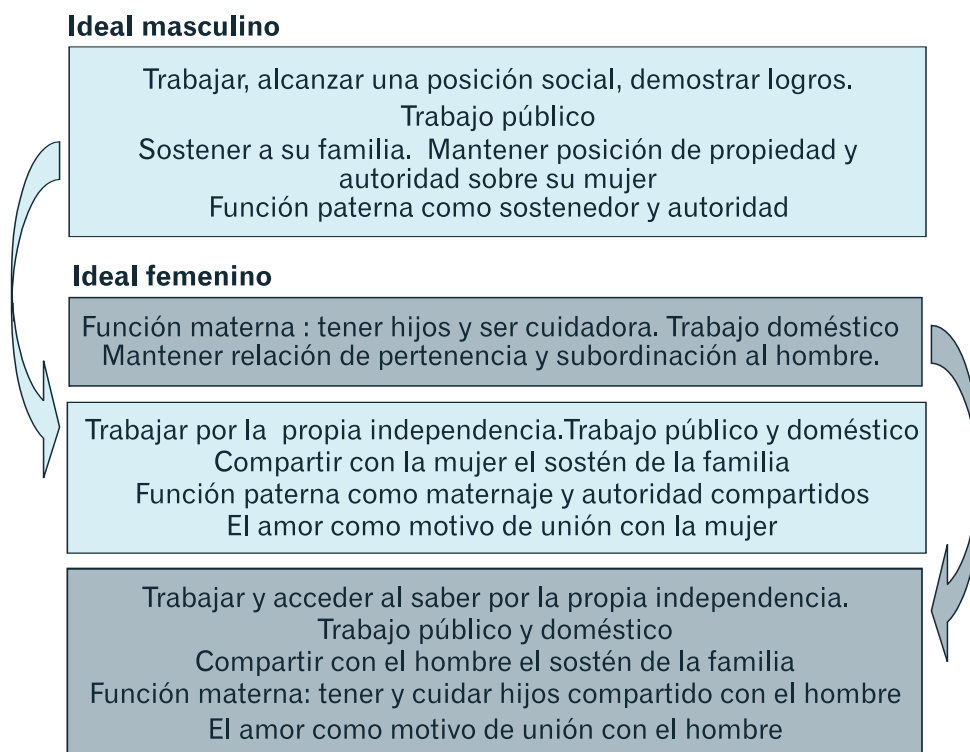 Ideal masculino
Trabajar, alcanzar una posición social, demostrar logros.
Trabajo público
Sostener a su familia. Mantener posición de propiedad y
autoridad sobre su mujer
Función paterna como sostenedor y autoridad
Ideal femenino
Función materna : tener hijos y ser cuidadora. Trabajo doméstico
Mantener relación de pertenencia y subordinación al hombre.
Trabajar por la propia independencia.Trabajo público y doméstico
Compartir con la mujer el sostén de la familia
Función paterna como maternaje y autoridad compartidos
El amor como motivo de unión con la mujer
Trabajar y acceder al saber por la propia independencia.
Trabajo público y doméstico
Compartir con el hombre el sostén de la familia
Función materna: tener y cuidar hijos compartido con el hombre
El amor como motivo de unión con el hombre